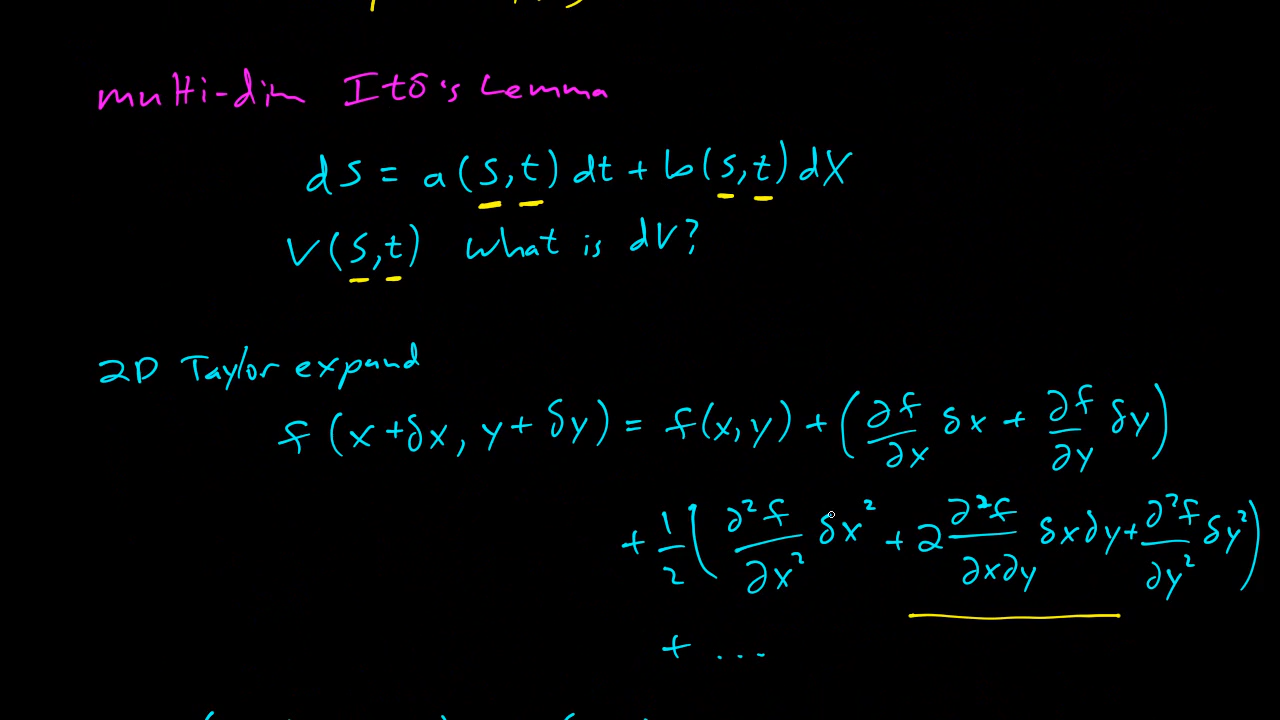 multi-dim Itô's Lemma
dS = a(S,t) dt + b(S,t) dX
V(S,t) what is dV?
2D Taylor expand
f(x+δx, y+δy) = f(x,y) + (∂f/∂x δx + ∂f/∂y δy)
+ 1/2 (∂²f/∂x² δx² + 2 ∂²f/∂x∂y δx∂y + ∂²f/∂y² δy²)
+ ...